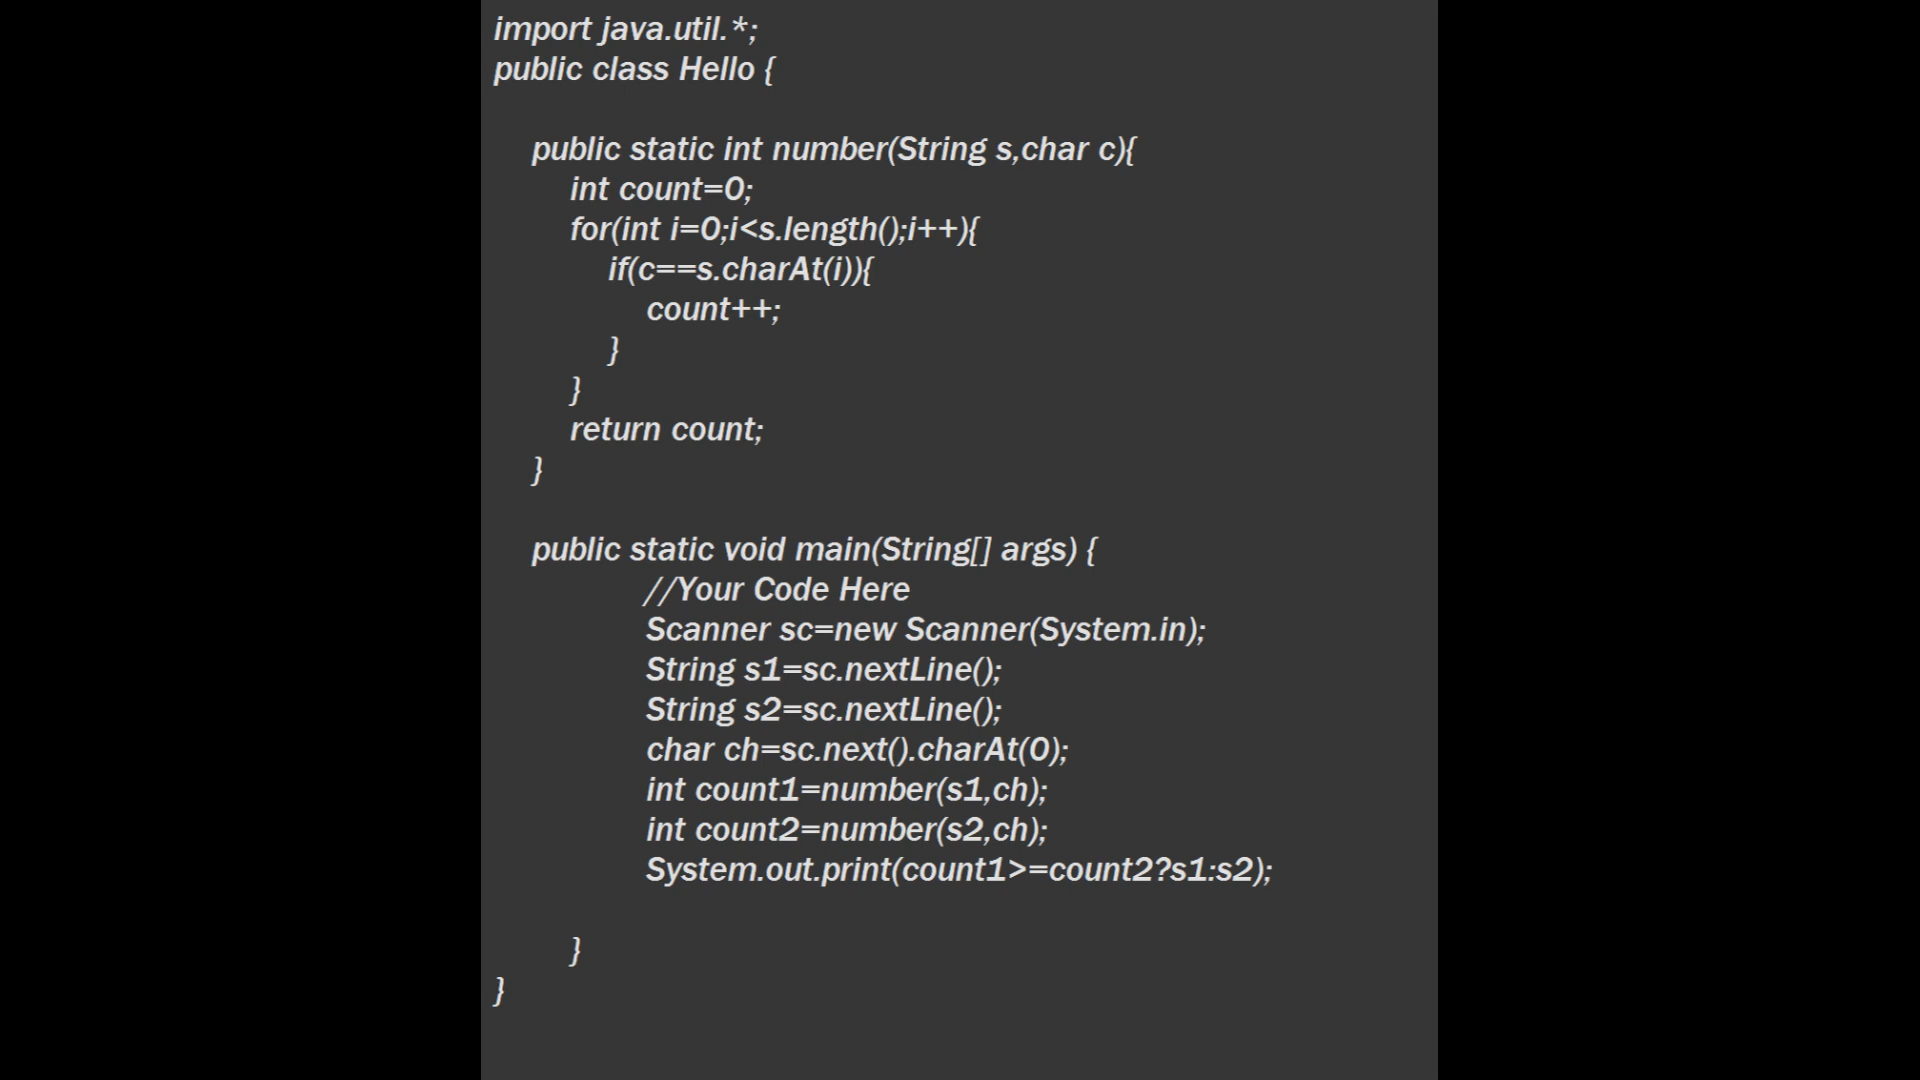 import java.util.*;
public class Hello {
public static int number(String s,char c){
int count=0;
for(int i=0;i<s.length();i++){
if(c==s.charAt(i)){
count++;
}
}
return count;
}
public static void main(String[] args) {
//Your Code Here
Scanner sc=new Scanner(System.in);
String s1=sc.nextLine();
String s2=sc.nextLine();
char ch=sc.next().charAt(0);
int count1=number(s1,ch);
int count2=number(s2,ch);
System.out.print(count1>=count2?s1:s2);
}
}